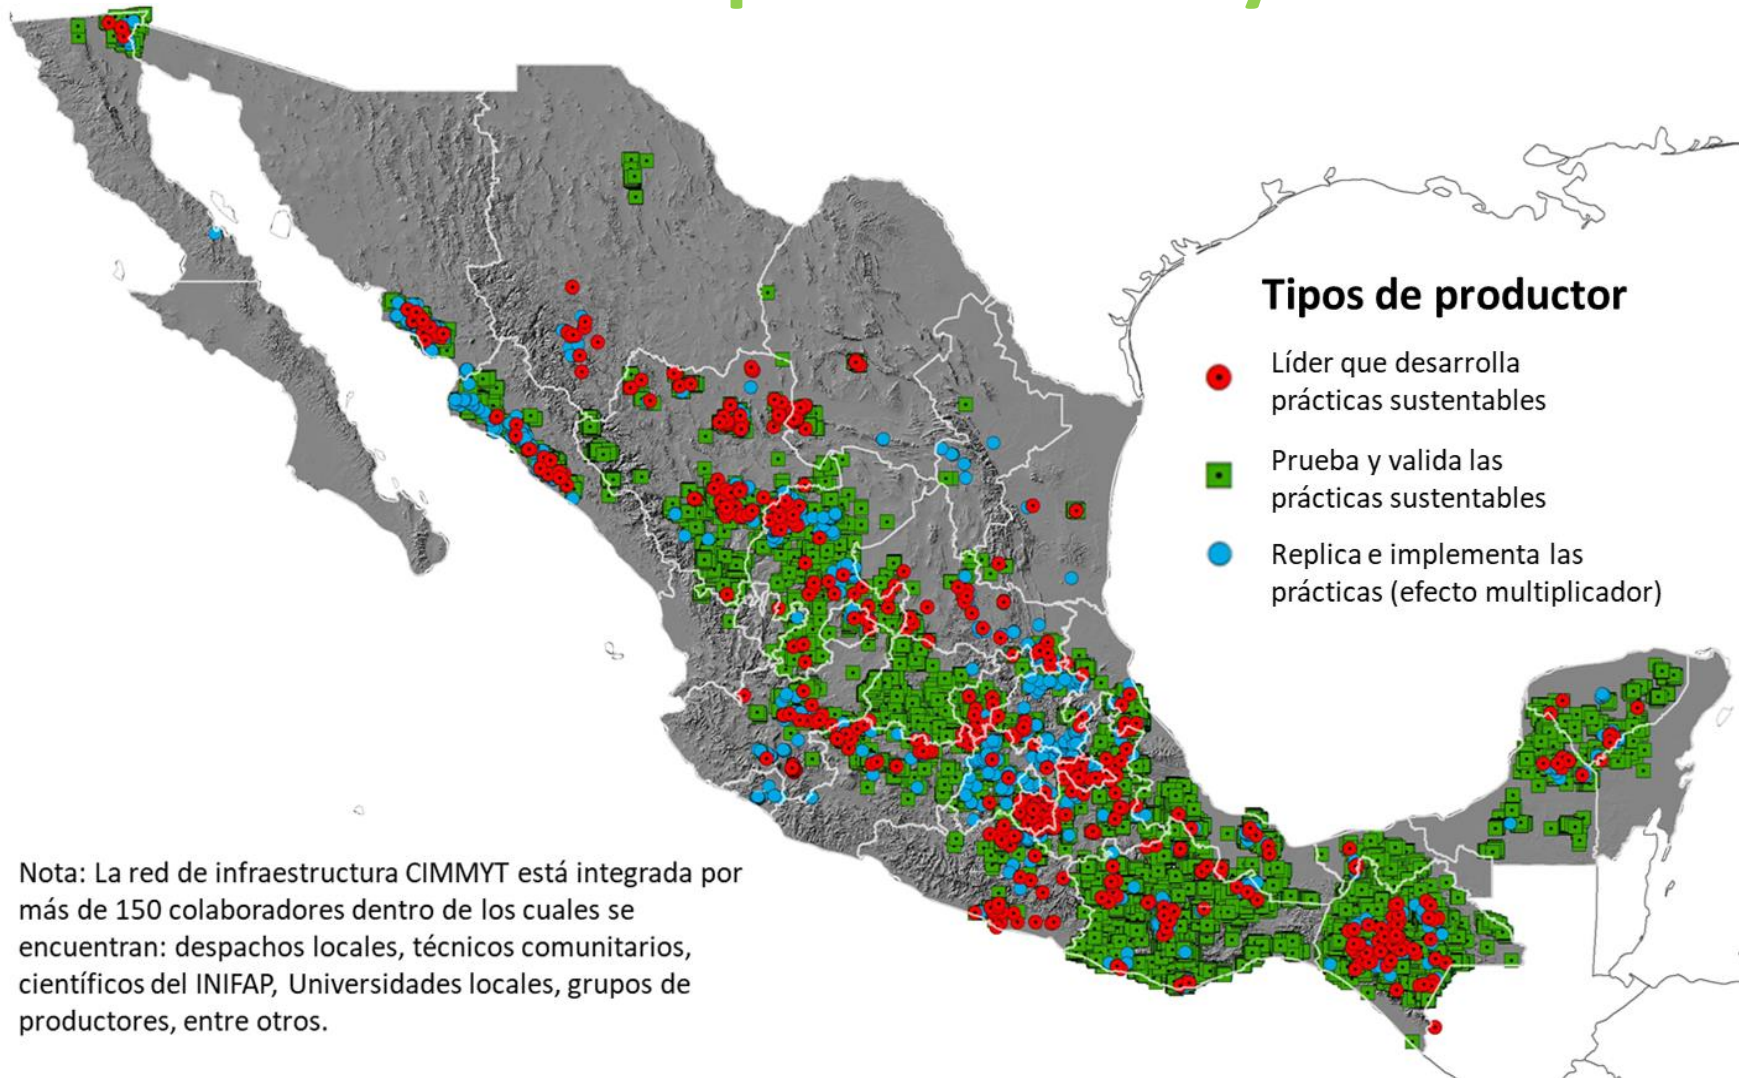 Tipos de productor
Líder que desarrolla
prácticas sustentables
Prueba y valida las
prácticas sustentables
Replica e implementa las
prácticas (efecto multiplicador)
Nota: La red de infraestructura CIMMYT está integrada por
más de 150 colaboradores dentro de los cuales se
encuentran: despachos locales, técnicos comunitarios,
científicos del INIFAP, Universidades locales, grupos de
productores, entre otros.